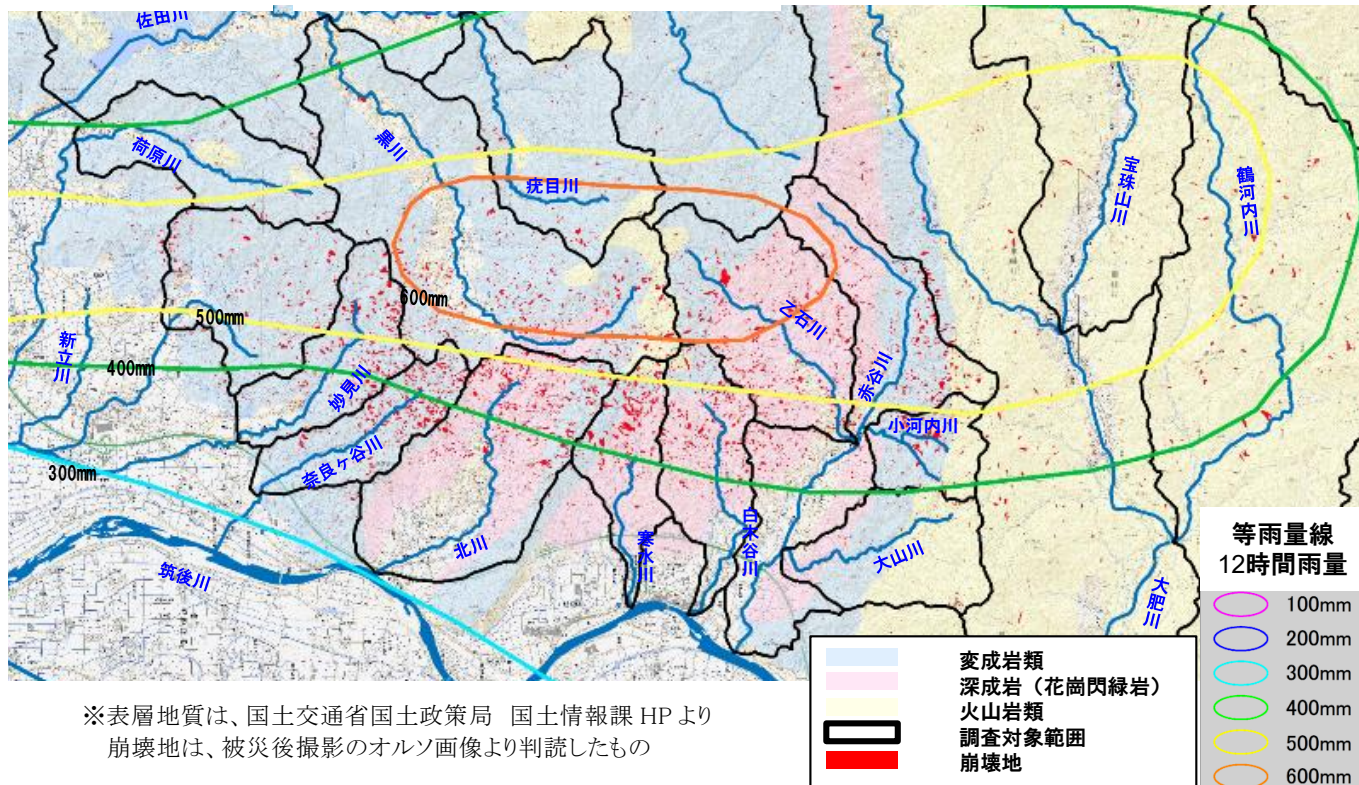 佐田川
荷原川
黒川
疣目川
宝珠山川
鶴河内川
600mm
500mm
400mm
300mm
新立川
妙見川
奈良ヶ谷川
乙石川
赤谷川
小河内川
北川
寒水川
白木谷川
大山川
筑後川
大肥川
等雨量線
12時間雨量
100mm
200mm
300mm
400mm
500mm
600mm
変成岩類
深成岩（花崗閃緑岩）
火山岩類
調査対象範囲
崩壊地
※表層地質は、国土交通省国土政策局 国土情報課 HP より
崩壊地は、被災後撮影のオルソ画像より判読したもの